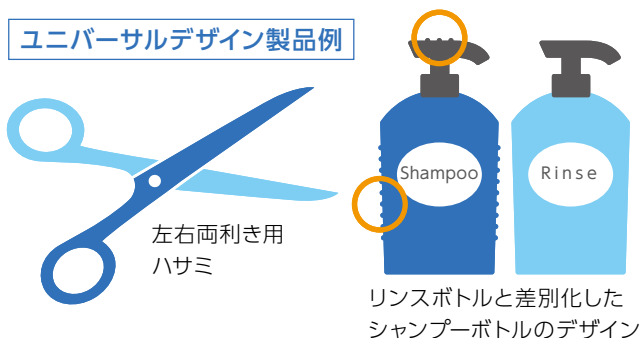 ユニバーサルデザイン製品例
Shampoo
Rinse
左右両利き用
ハサミ
リンスボトルと差別化した
シャンプーボトルのデザイン